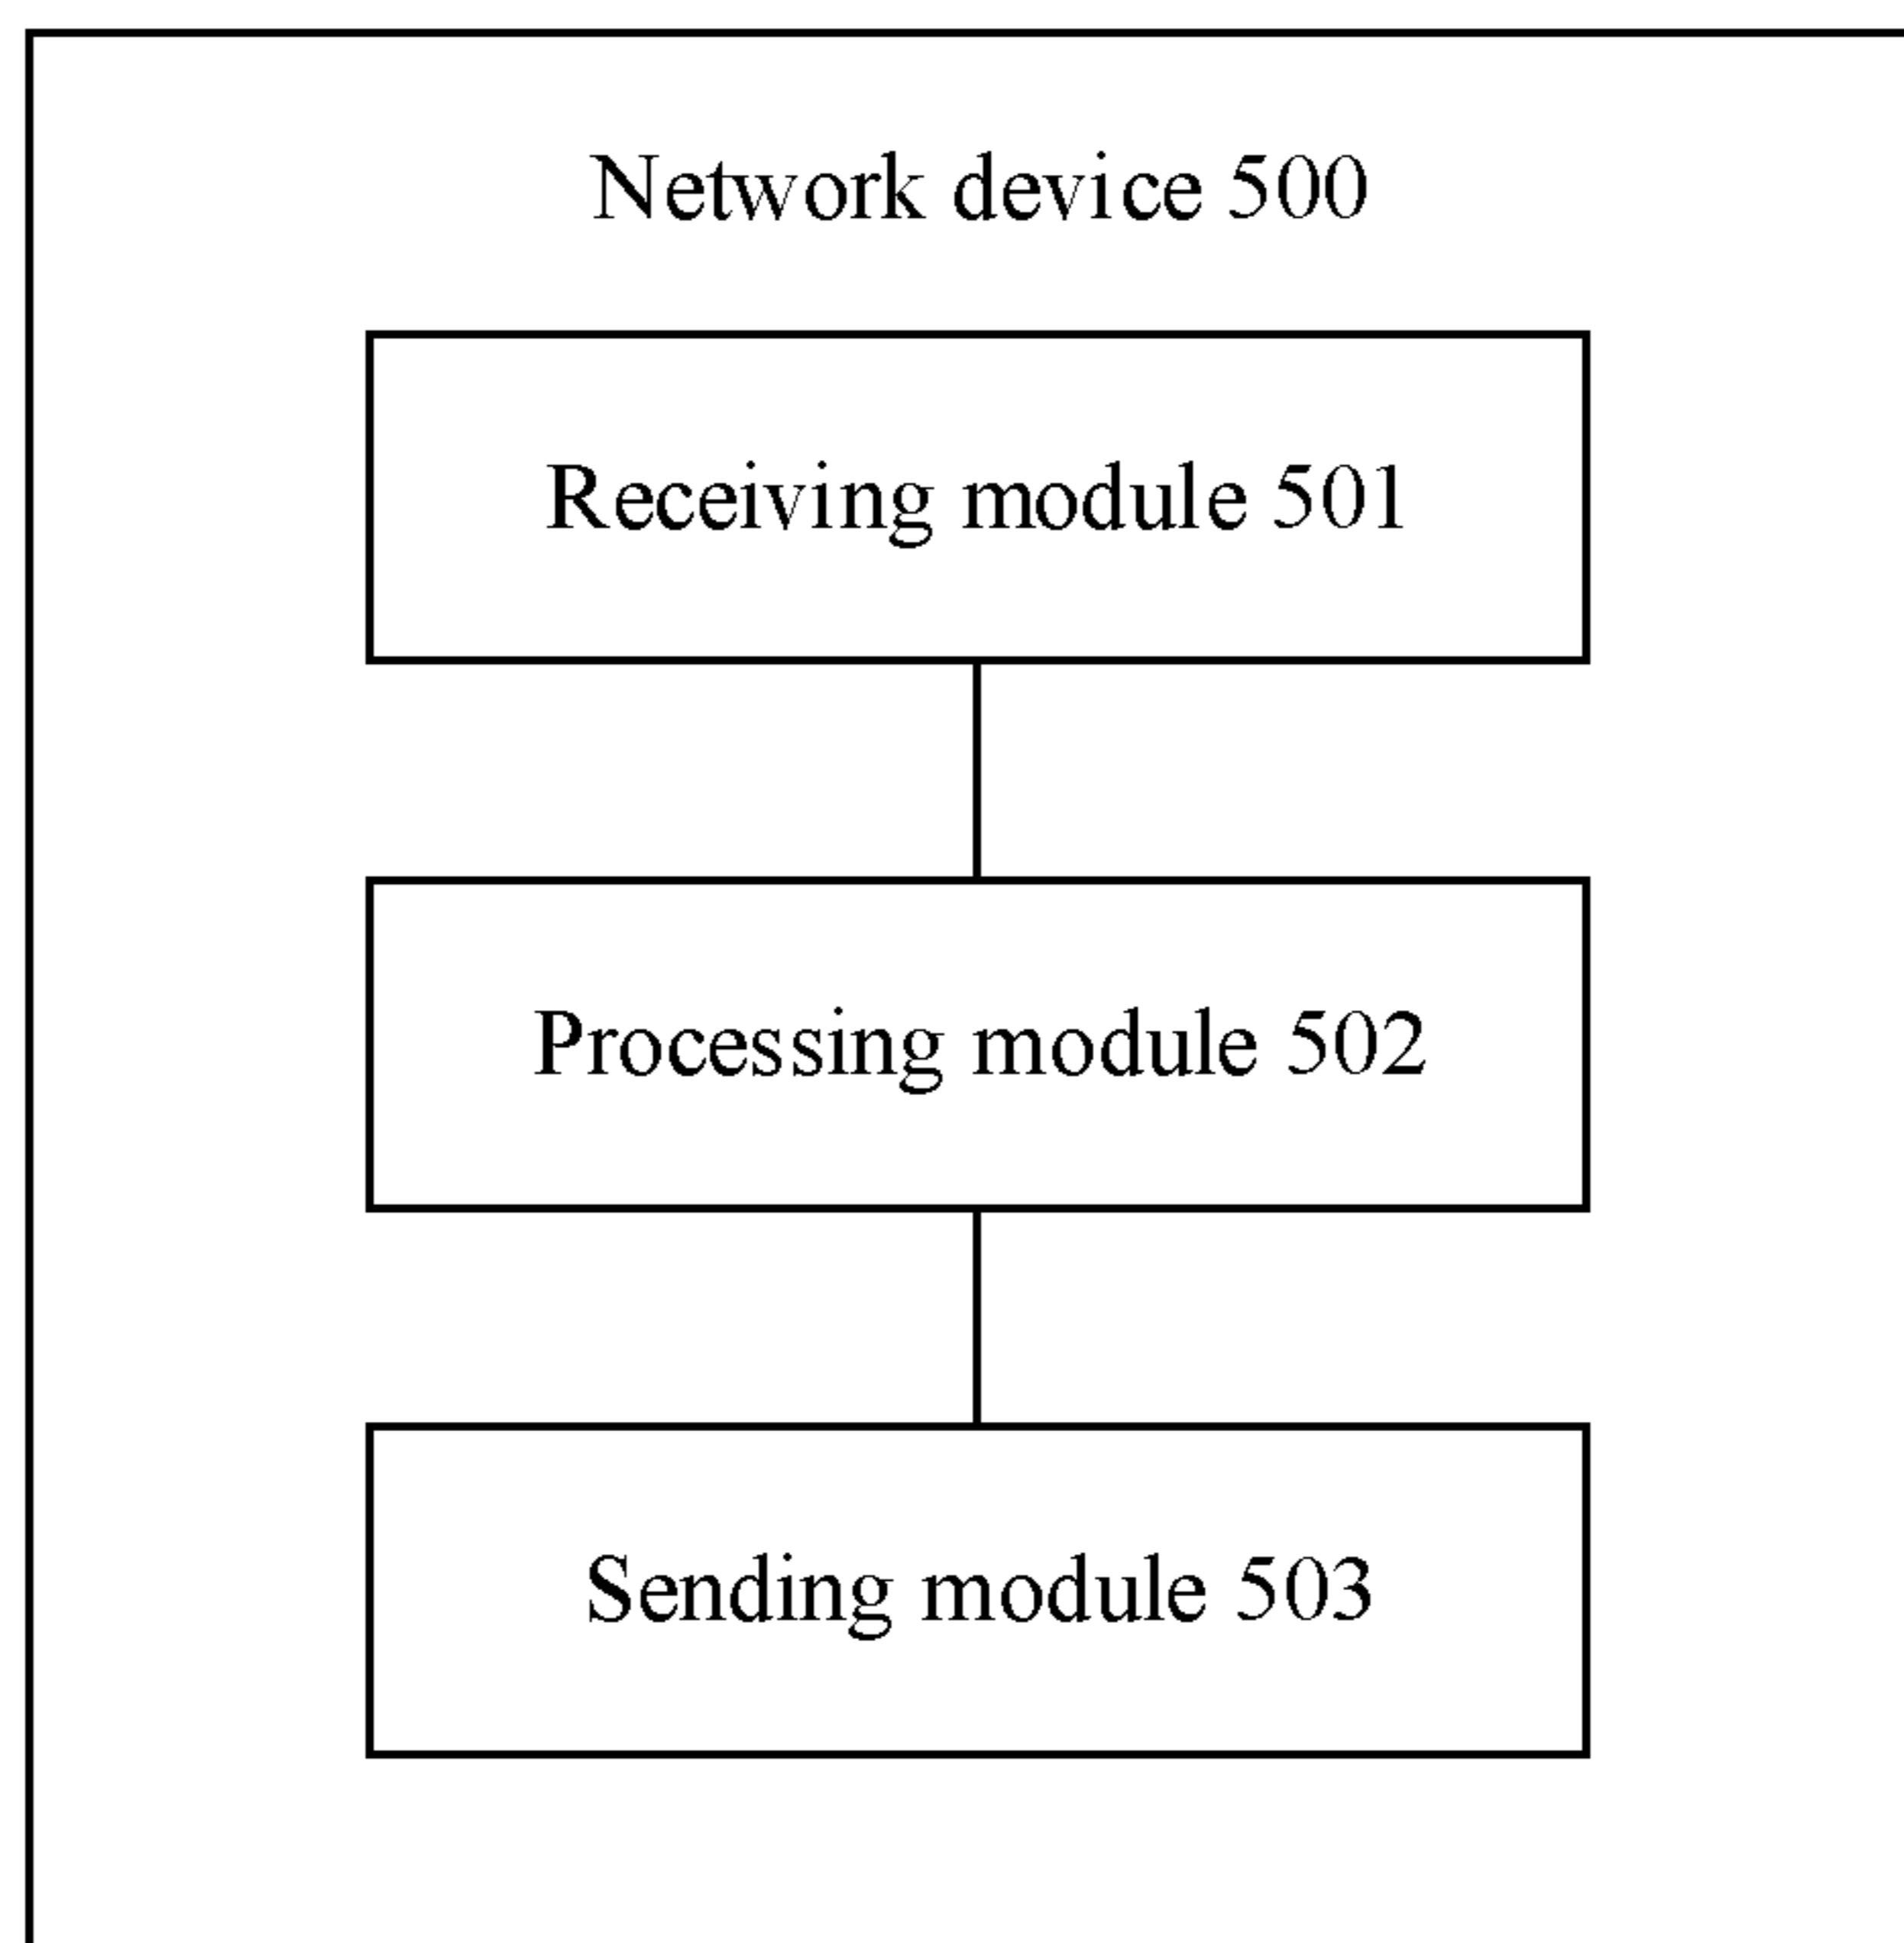 Network device 500
Receiving module 501
Processing module 502
Sending module 503